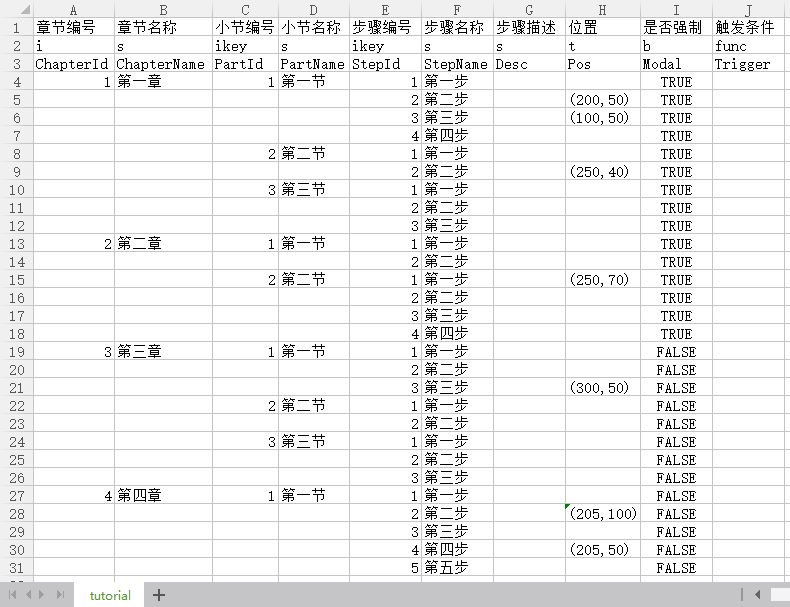 A B C D E F G H I J
1 章节编号 章节名称 小节编号 小节名称 步骤编号 步骤名称 步骤描述 位置 是否强制 触发条件
2 i s ikey s ikey s s t b func
3 ChapterId ChapterName PartId PartName StepId StepName Desc Pos Modal Trigger
4 1 第一章 1 第一节 1 第一步 TRUE
5 2 第二步 (200,50) TRUE
6 3 第三步 (100,50) TRUE
7 4 第四步 TRUE
8 2 第二节 1 第一步 TRUE
9 2 第二步 (250,40) TRUE
10 3 第三节 1 第一步 TRUE
11 2 第二步 TRUE
12 3 第三步 TRUE
13 2 第二章 1 第一节 1 第一步 TRUE
14 2 第二步 TRUE
15 2 第二节 1 第一步 (250,70) TRUE
16 2 第二步 TRUE
17 3 第三步 TRUE
18 4 第四步 TRUE
19 3 第三章 1 第一节 1 第一步 FALSE
20 2 第二步 FALSE
21 3 第三步 (300,50) FALSE
22 2 第二节 1 第一步 FALSE
23 2 第二步 FALSE
24 3 第三节 1 第一步 FALSE
25 2 第二步 FALSE
26 3 第三步 FALSE
27 4 第四章 1 第一节 1 第一步 FALSE
28 2 第二步 (205,100) FALSE
29 3 第三步 FALSE
30 4 第四步 (205,50) FALSE
31 5 第五步 FALSE
tutorial